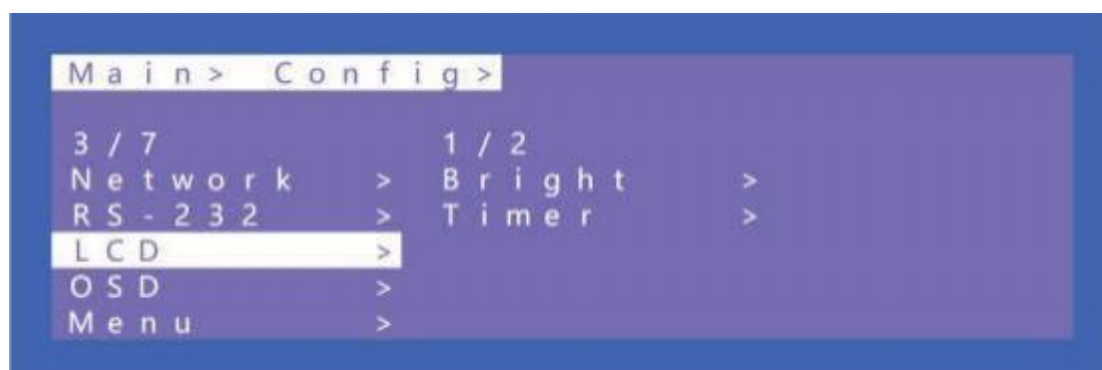 Main> Config>
3/7 1/2
Network > Bright >
RS-232 > Timer >
LCD >
OSD >
Menu >